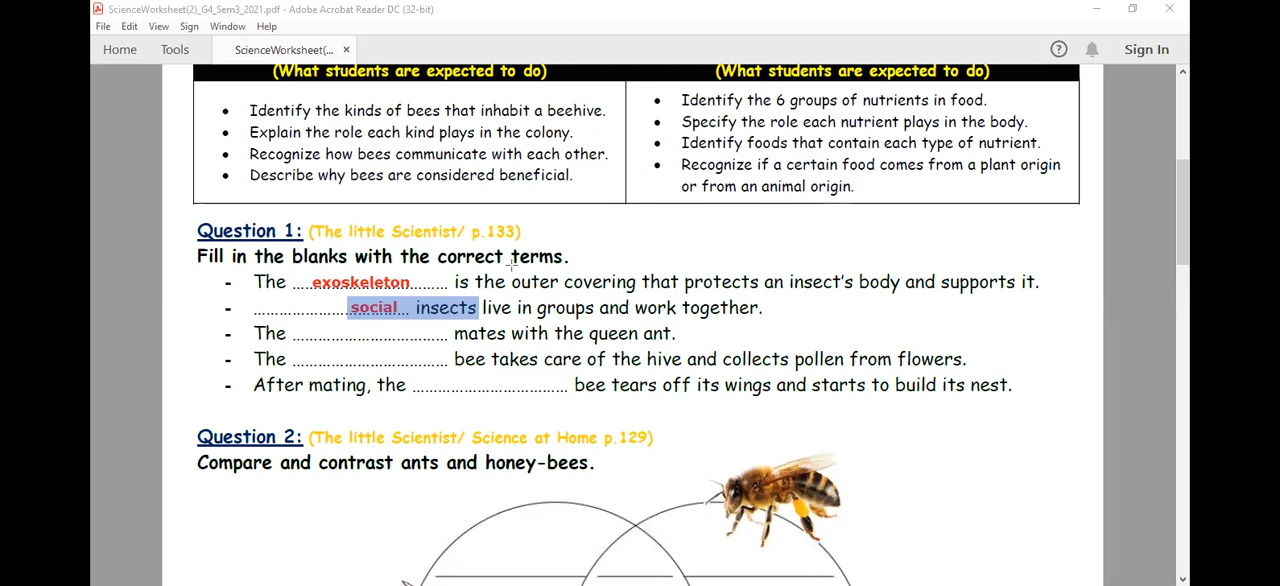 ScienceWorksheet(2)_G4_Sem3_2021.pdf - Adobe Acrobat Reader DC (32-bit)
File Edit View Sign Window Help
Home Tools ScienceWorksheet(... × Sign In
(What students are expected to do) (What students are expected to do)
• Identify the kinds of bees that inhabit a beehive.
• Explain the role each kind plays in the colony.
• Recognize how bees communicate with each other.
• Describe why bees are considered beneficial.
• Identify the 6 groups of nutrients in food.
• Specify the role each nutrient plays in the body.
• Identify foods that contain each type of nutrient.
• Recognize if a certain food comes from a plant origin
or from an animal origin.
Question 1: (The little Scientist/ p.133)
Fill in the blanks with the correct terms.
- The ....exoskeleton........ is the outer covering that protects an insect's body and supports it.
- ......................social... insects live in groups and work together.
- The .................................... mates with the queen ant.
- The .................................... bee takes care of the hive and collects pollen from flowers.
- After mating, the .................................... bee tears off its wings and starts to build its nest.
Question 2: (The little Scientist/ Science at Home p.129)
Compare and contrast ants and honey-bees.